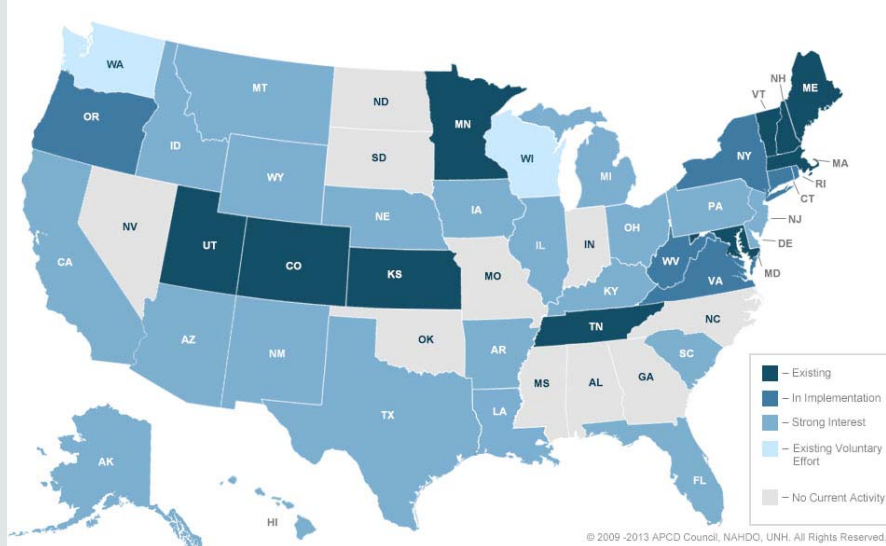 WA
MT
ND
MN
OR
ID
SD
WI
WY
MI
NH
VT
ME
NY
MA
RI
CT
NV
UT
CO
NE
IA
IL
IN
OH
PA
NJ
DE
MD
CA
KS
MO
KY
WV
VA
AZ
NM
OK
AR
TN
NC
SC
TX
LA
MS
AL
GA
FL
AK
HI
– Existing
– In Implementation
– Strong Interest
– Existing Voluntary
Effort
– No Current Activity
© 2009 -2013 APCD Council, NAHDO, UNH. All Rights Reserved.